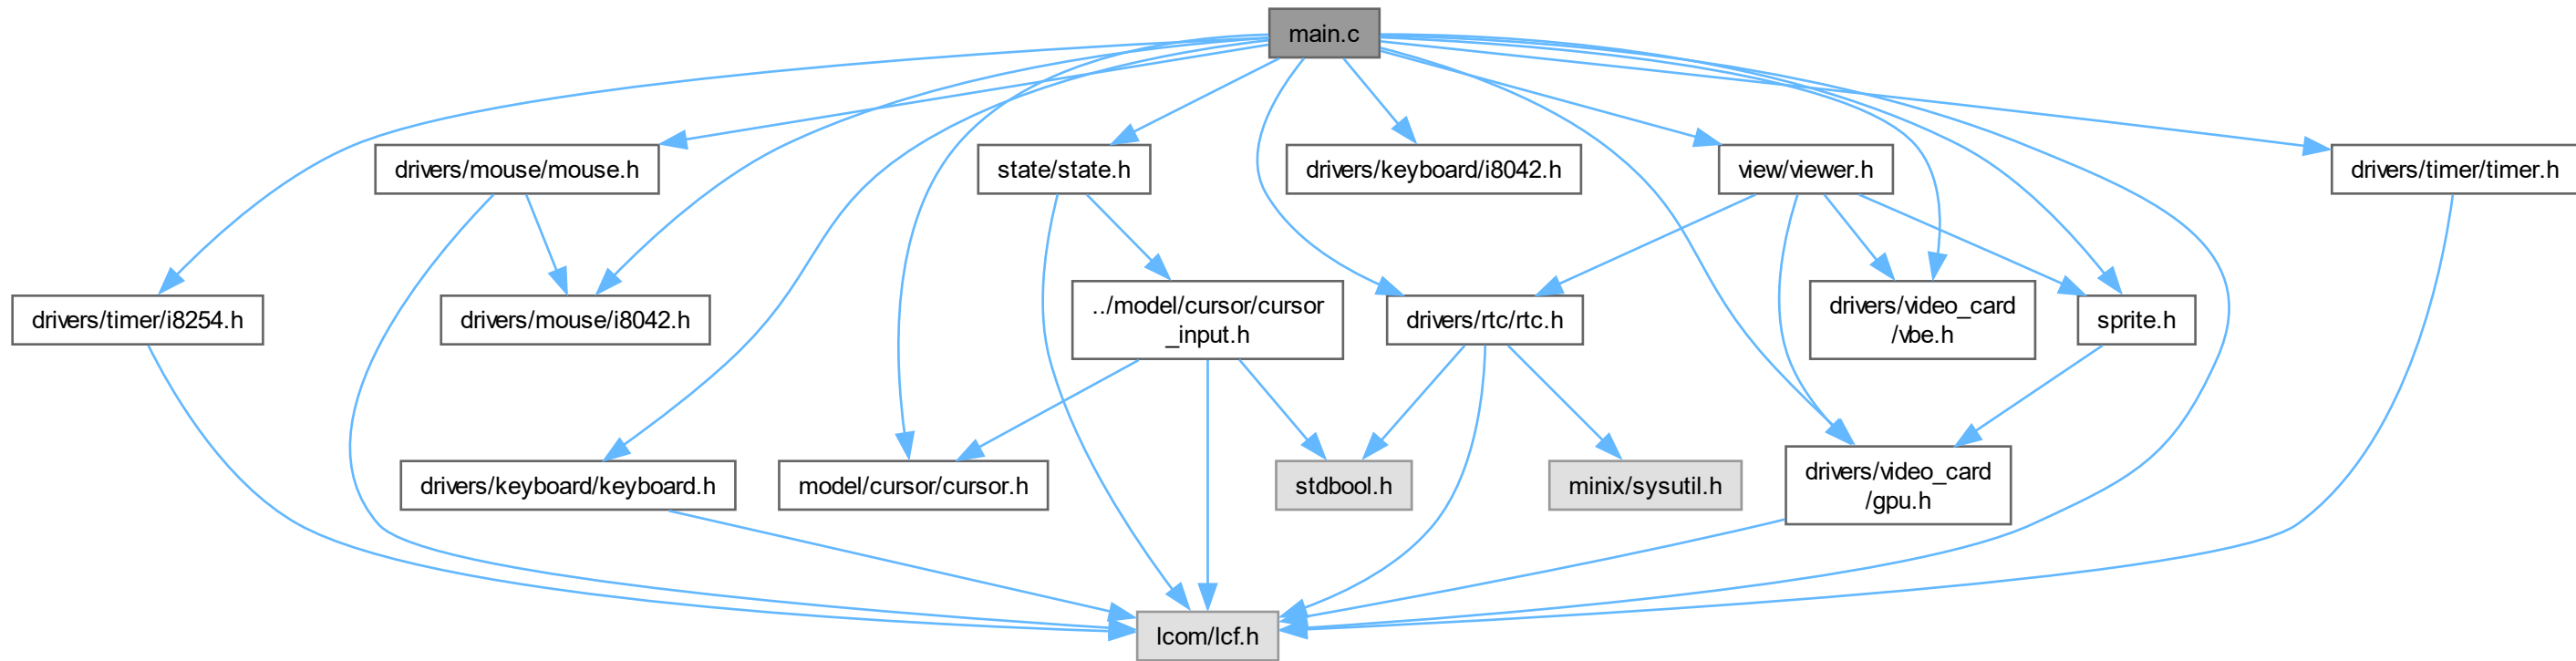 main.c
drivers/mouse/mouse.h
state/state.h
drivers/keyboard/i8042.h
view/viewer.h
drivers/timer/timer.h
drivers/timer/i8254.h
drivers/mouse/i8042.h
../model/cursor/cursor
_input.h
drivers/rtc/rtc.h
drivers/video_card
/vbe.h
sprite.h
drivers/keyboard/keyboard.h
model/cursor/cursor.h
stdbool.h
minix/sysutil.h
drivers/video_card
/gpu.h
lcom/lcf.h